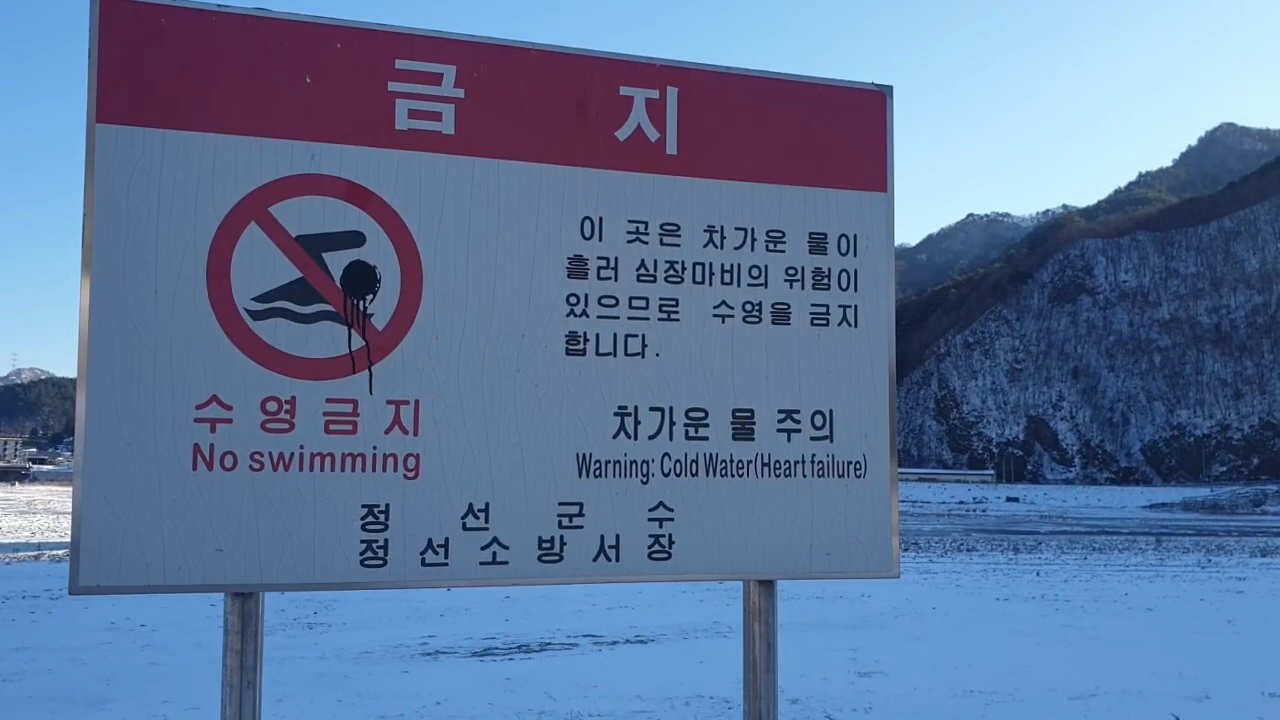 금 지
이 곳은 차가운 물이
흘러 심장마비의 위험이
있으므로 수영을 금지
합니다.
수영금지
No swimming
차가운 물 주의
Warning: Cold Water(Heart failure)
정 선 군 수
정선소방서장